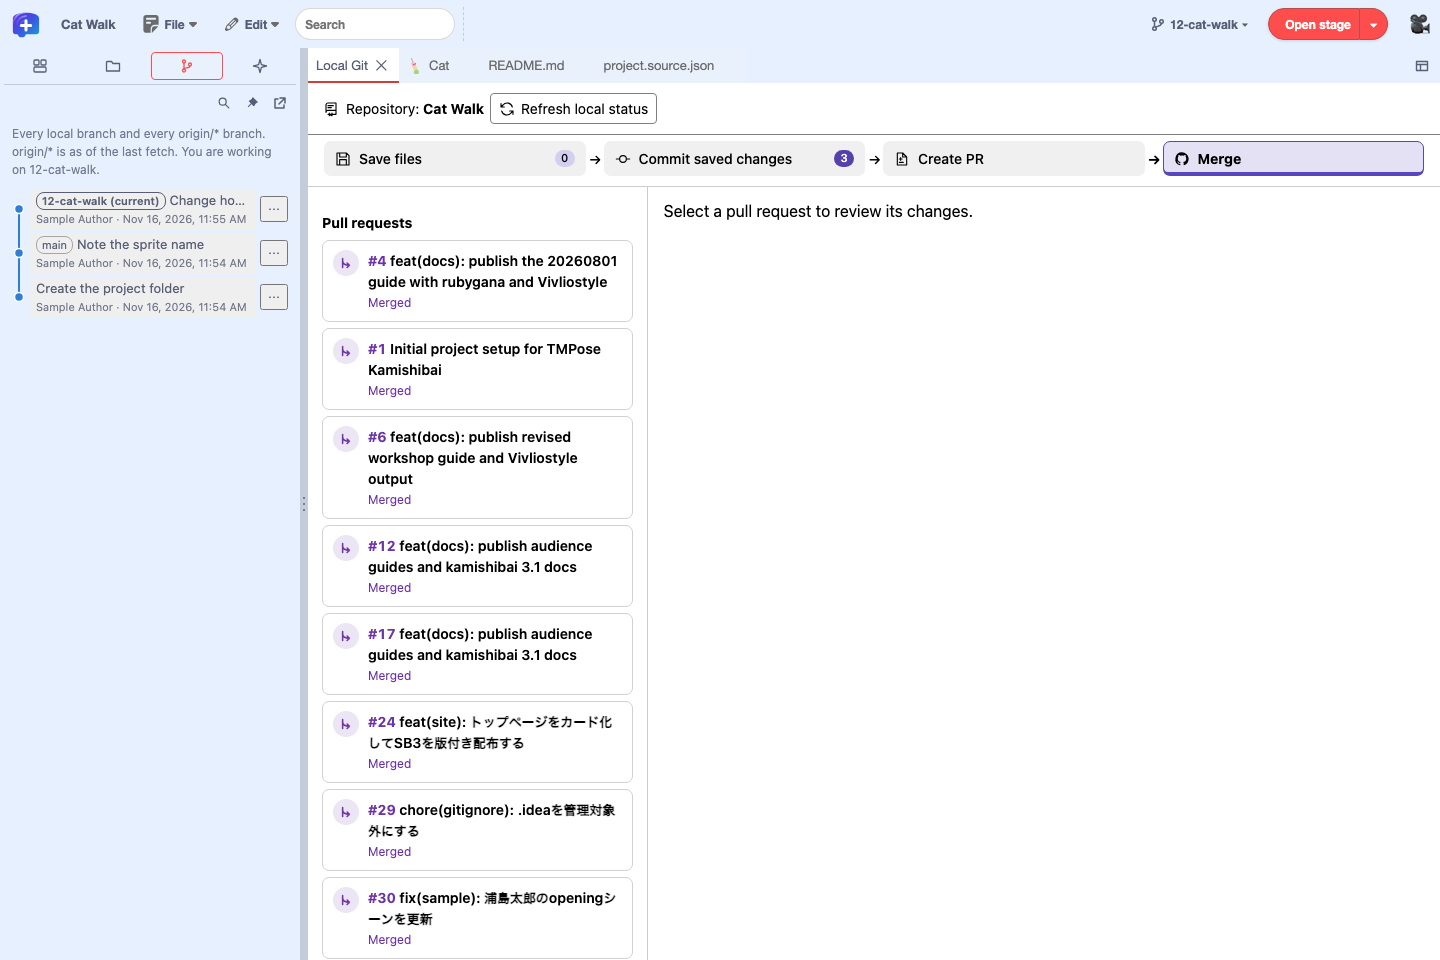 Cat Walk
File
Edit
Search
12-cat-walk
Open stage
Local Git
Cat
README.md
project.source.json
Every local branch and every origin/* branch.
origin/* is as of the last fetch. You are working
on 12-cat-walk.
12-cat-walk (current) Change ho...
Sample Author · Nov 16, 2026, 11:55 AM
main Note the sprite name
Sample Author · Nov 16, 2026, 11:54 AM
Create the project folder
Sample Author · Nov 16, 2026, 11:54 AM
Repository: Cat Walk
Refresh local status
Save files 0
Commit saved changes 3
Create PR
Merge
Pull requests
#4 feat(docs): publish the 20260801
guide with rubygana and Vivliostyle
Merged
#1 Initial project setup for TMPose
Kamishibai
Merged
#6 feat(docs): publish revised
workshop guide and Vivliostyle
output
Merged
#12 feat(docs): publish audience
guides and kamishibai 3.1 docs
Merged
#17 feat(docs): publish audience
guides and kamishibai 3.1 docs
Merged
#24 feat(site): トップページをカード化
してSB3を版付き配布する
Merged
#29 chore(gitignore): .ideaを管理対象
外にする
Merged
#30 fix(sample): 浦島太郎のopeningシ
ーンを更新
Merged
Select a pull request to review its changes.